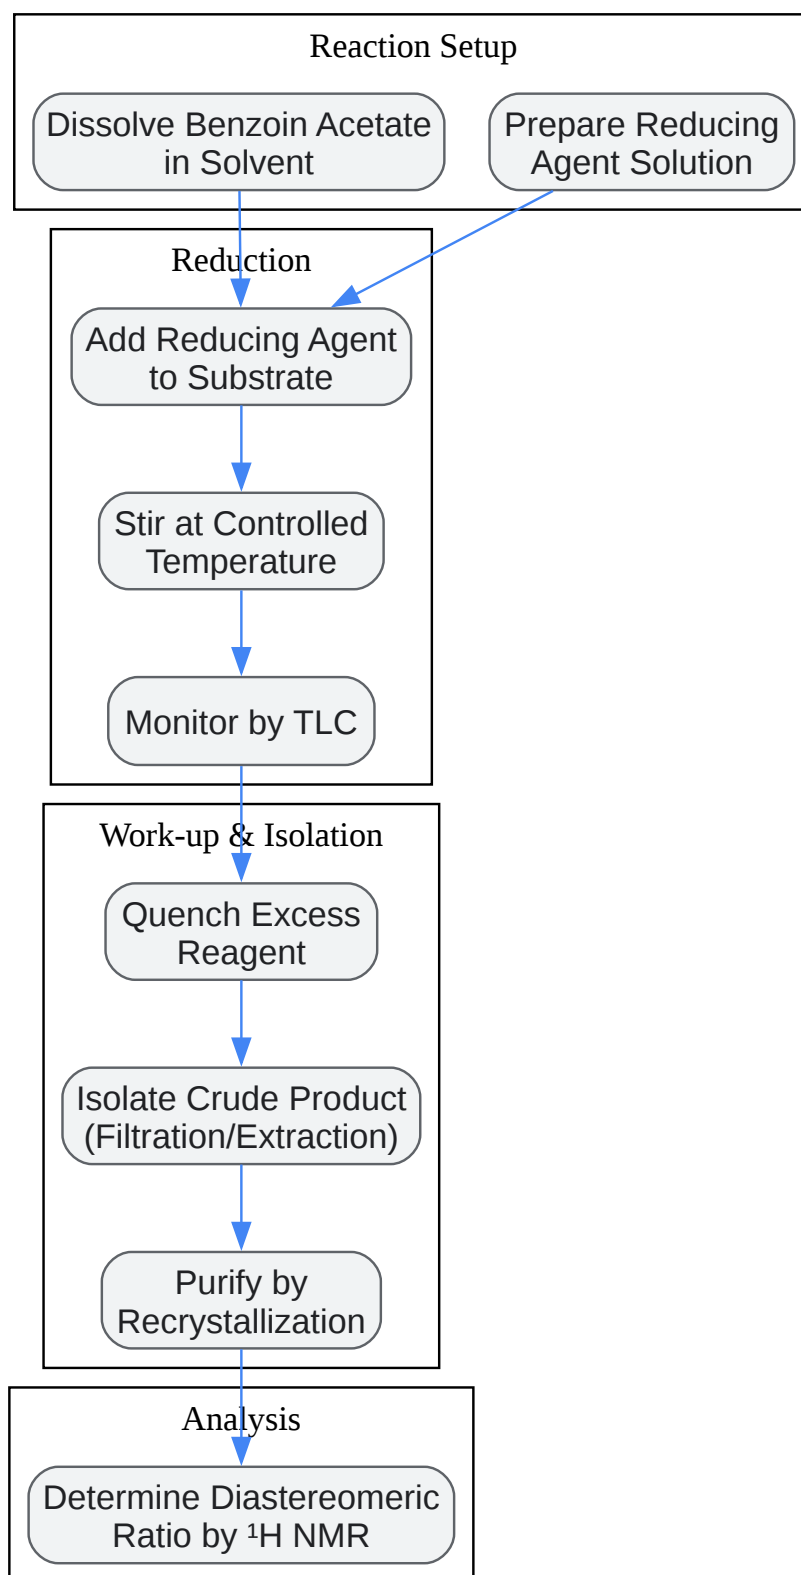 Reaction Setup
Dissolve Benzoin Acetate
in Solvent
Prepare Reducing
Agent Solution
Reduction
Add Reducing Agent
to Substrate
Stir at Controlled
Temperature
Monitor by TLC
Work-up & Isolation
Quench Excess
Reagent
Isolate Crude Product
(Filtration/Extraction)
Purify by
Recrystallization
Analysis
Determine Diastereomeric
Ratio by ¹H NMR